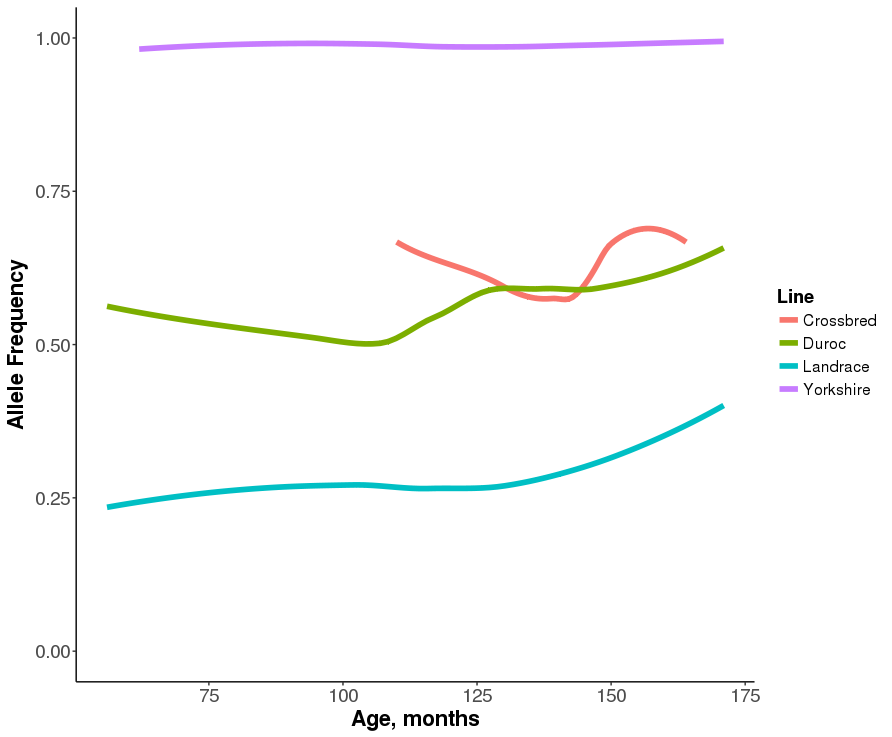 Allele Frequency
1.00
0.75
0.50
0.25
0.00
75 100 125 150 175
Age, months
Line
Crossbred
Duroc
Landrace
Yorkshire